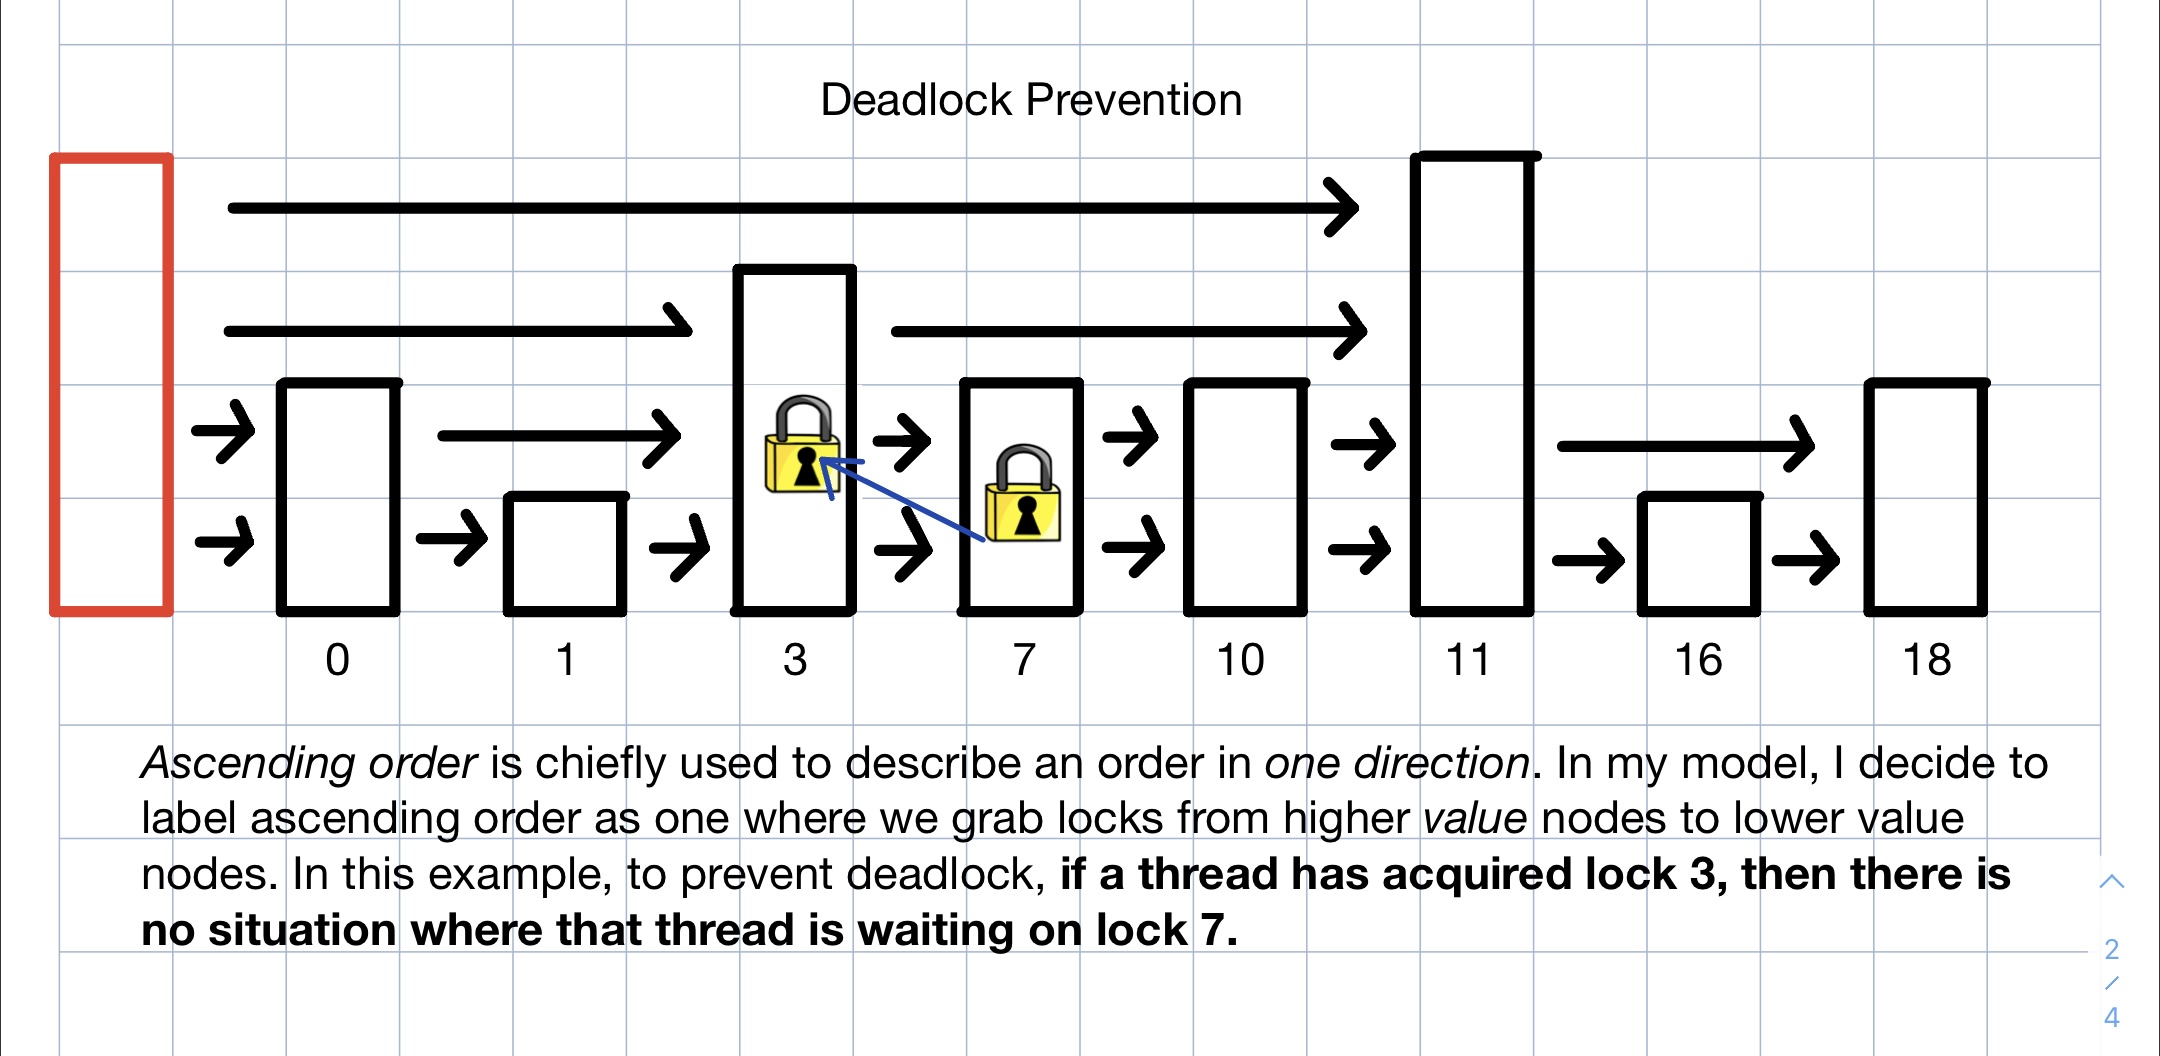 Deadlock Prevention
0 1 3 7 10 11 16 18
Ascending order is chiefly used to describe an order in one direction. In my model, I decide to
label ascending order as one where we grab locks from higher value nodes to lower value
nodes. In this example, to prevent deadlock, if a thread has acquired lock 3, then there is
no situation where that thread is waiting on lock 7.
2
/
4